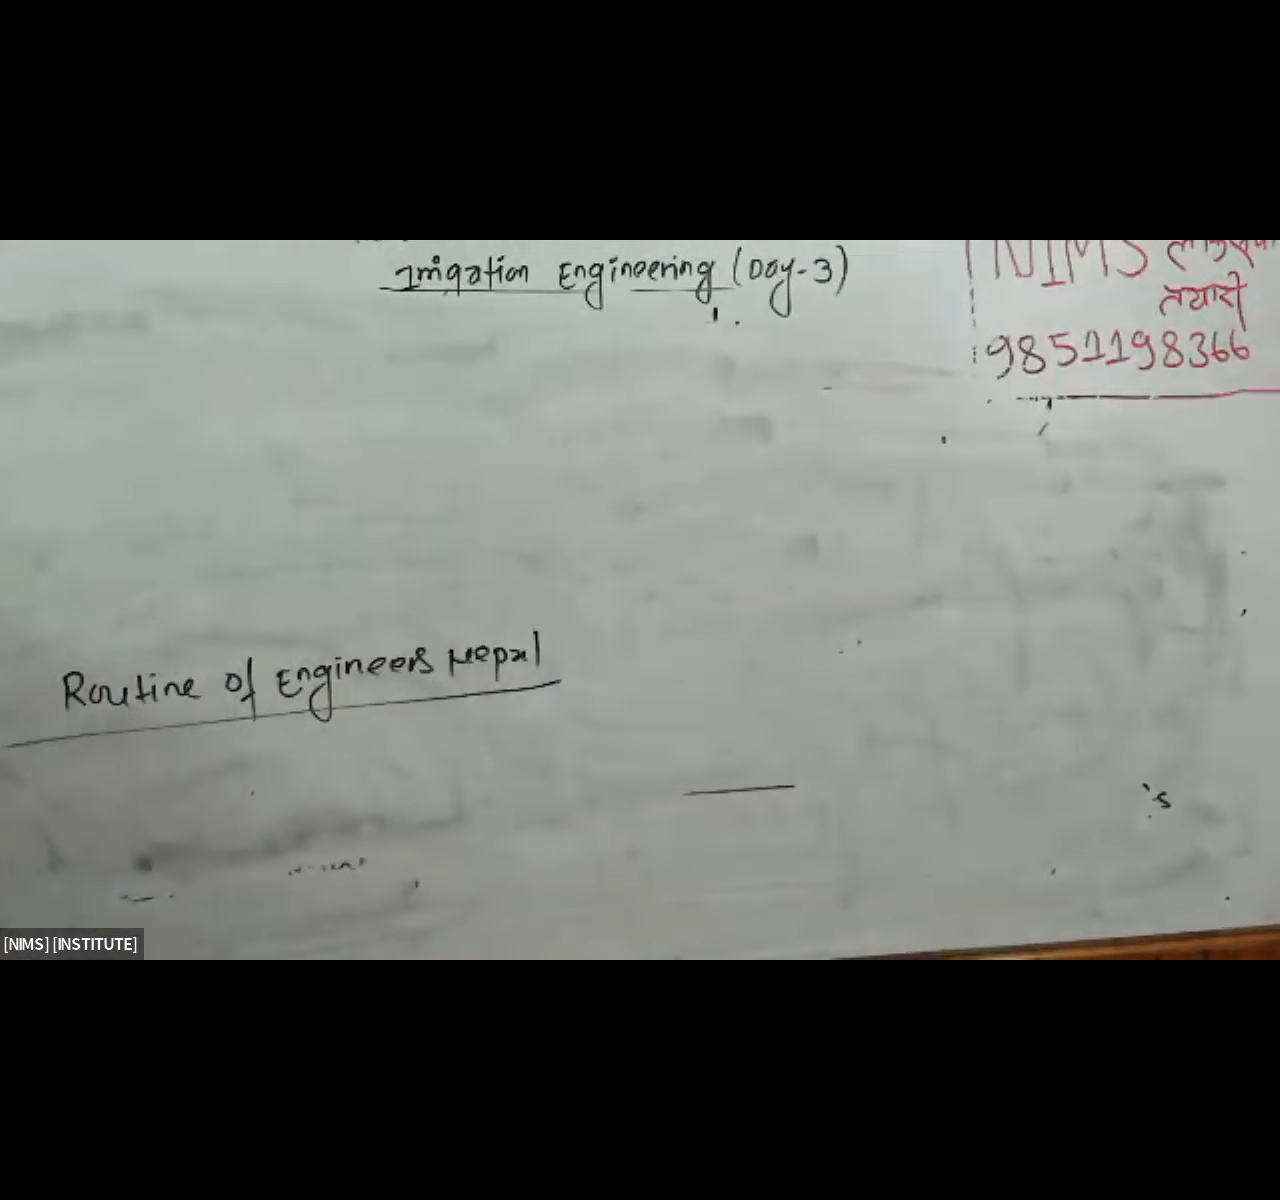 Irrigation Engineering (Day-3)
NIMS
तयारी
9851198366
Routine of Engineers Nepal
[NIMS] [INSTITUTE]